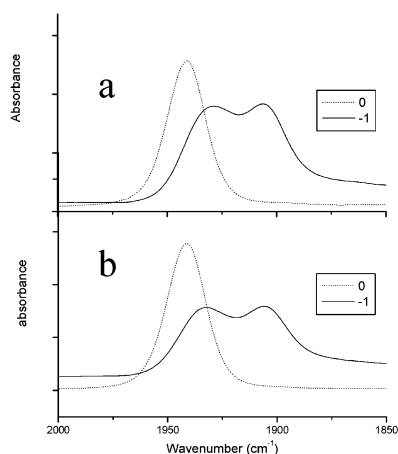 Absorbance
a
0
-1
absorbance
b
0
-1
2000
1950
1900
1850
Wavenumber (cm⁻¹)